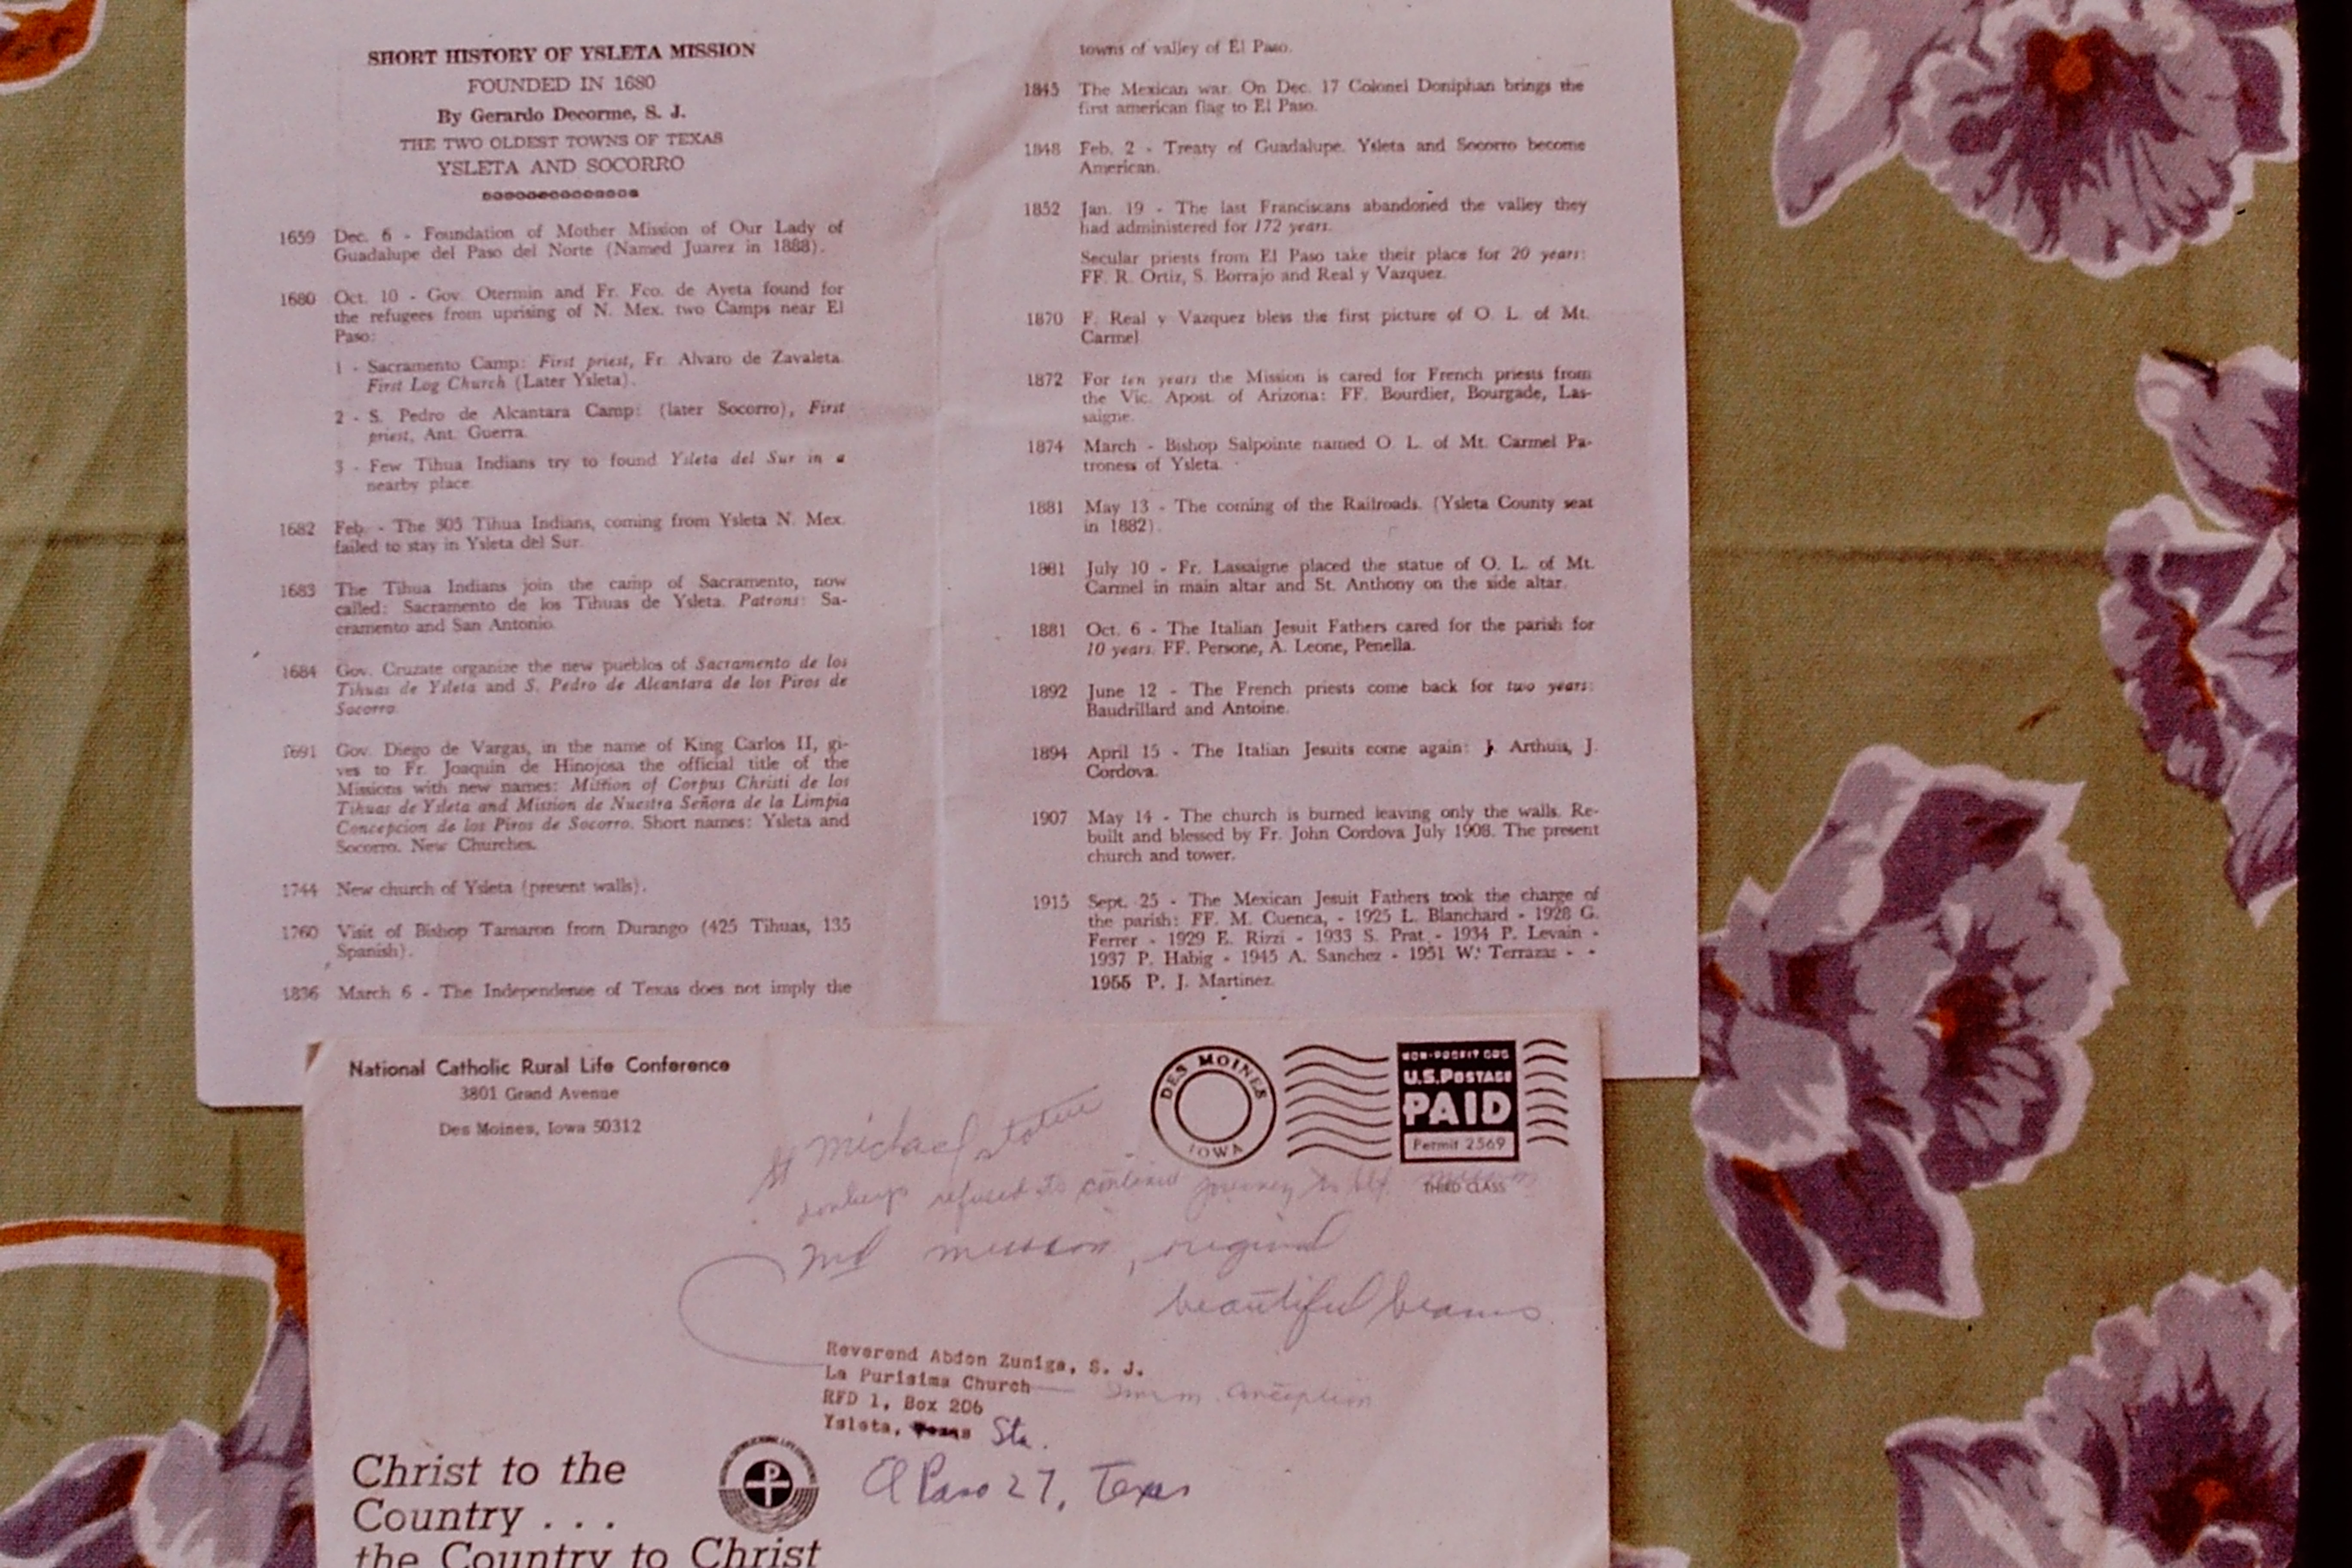 SHORT HISTORY OF YSLETA MISSION
FOUNDED IN 1680
By Gerardo Decorme, S. J.
THE TWO OLDEST TOWNS OF TEXAS
YSLETA AND SOCORRO
1659 Dec. 6 - Foundation of Mother Mission of Our Lady of
Guadalupe del Paso del Norte (Named Juarez in 1888).
1680 Oct. 10 - Gov. Otermin and Fr. Fco. de Ayeta found for
the refugees from uprising of N. Mex. two Camps near El
Paso:
1 - Sacramento Camp: First priest, Fr. Alvaro de Zavaleta.
First Log Church (Later Ysleta).
2 - S. Pedro de Alcantara Camp: (later Socorro), First
priest, Ant. Guerra.
3 - Few Tihua Indians try to found Ysleta del Sur in a
nearby place.
1682 Feb. - The 305 Tihua Indians, coming from Ysleta N. Mex.
failed to stay in Ysleta del Sur.
1683 The Tihua Indians join the camp of Sacramento, now
called: Sacramento de los Tihuas de Ysleta. Patrons: Sa-
cramento and San Antonio.
1684 Gov. Cruzate organize the new pueblos of Sacramento de los
Tihuas de Ysleta and S. Pedro de Alcantara de los Piros de
Socorro.
1691 Gov. Diego de Vargas, in the name of King Carlos II, gi-
ves to Fr. Joaquin de Hinojosa the official title of the
Missions with new names: Mission of Corpus Christi de los
Tihuas de Ysleta and Mission de Nuestra Señora de la Limpia
Concepcion de los Piros de Socorro. Short names: Ysleta and
Socorro. New Churches.
1744 New church of Ysleta (present walls).
1760 Visit of Bishop Tamaron from Durango (425 Tihuas, 135
Spanish).
1836 March 6 - The Independense of Texas does not imply the
towns of valley of El Paso.
1845 The Mexican war. On Dec. 17 Colonel Doniphan brings the
first american flag to El Paso.
1848 Feb. 2 - Treaty of Guadalupe. Ysleta and Socorro become
American.
1852 Jan. 19 - The last Franciscans abandoned the valley they
had administered for 172 years.
Secular priests from El Paso take their place for 20 years:
FF. R. Ortiz, S. Borrajo and Real y Vazquez.
1870 F. Real y Vazquez bless the first picture of O. L. of Mt.
Carmel
1872 For ten years the Mission is cared for French priests from
the Vic. Apost. of Arizona: FF. Bourdier, Bourgade, Las-
saigne.
1874 March - Bishop Salpointe named O. L. of Mt. Carmel Pa-
troness of Ysleta.
1881 May 13 - The coming of the Railroads. (Ysleta County seat
in 1882).
1881 July 10 - Fr. Lassaigne placed the statue of O. L. of Mt.
Carmel in main altar and St. Anthony on the side altar.
1881 Oct. 6 - The Italian Jesuit Fathers cared for the parish for
10 years. FF. Persone, A. Leone, Penella.
1892 June 12 - The French priests come back for two years:
Baudrillard and Antoine.
1894 April 15 - The Italian Jesuits come again: J. Arthuis, J.
Cordova.
1907 May 14 - The church is burned leaving only the walls. Re-
built and blessed by Fr. John Cordova July 1908. The present
church and tower.
1915 Sept. 25 - The Mexican Jesuit Fathers took the charge of
the parish: FF. M. Cuenca, - 1925 L. Blanchard - 1928 G.
Ferrer - 1929 E. Rizzi - 1933 S. Prat - 1934 P. Levain -
1937 P. Habig - 1945 A. Sanchez - 1951 W. Terrazas - -
1955 P. J. Martinez.
National Catholic Rural Life Conference
3801 Grand Avenue
Des Moines, Iowa 50312
DES MOINES
IOWA
NON-PROFIT ORG
U.S. POSTAGE
PAID
Permit 2569
THIRD CLASS
St Michael statue
donkeys refused to continue journey to
mission, original
beautiful beams
Reverend Abdon Zuniga, S. J.
La Purisima Church — Imm. Conception
RFD 1, Box 206
Ysleta, Texas Sta.
El Paso 27, Texas
Christ to the
Country . . .
the Country to Christ